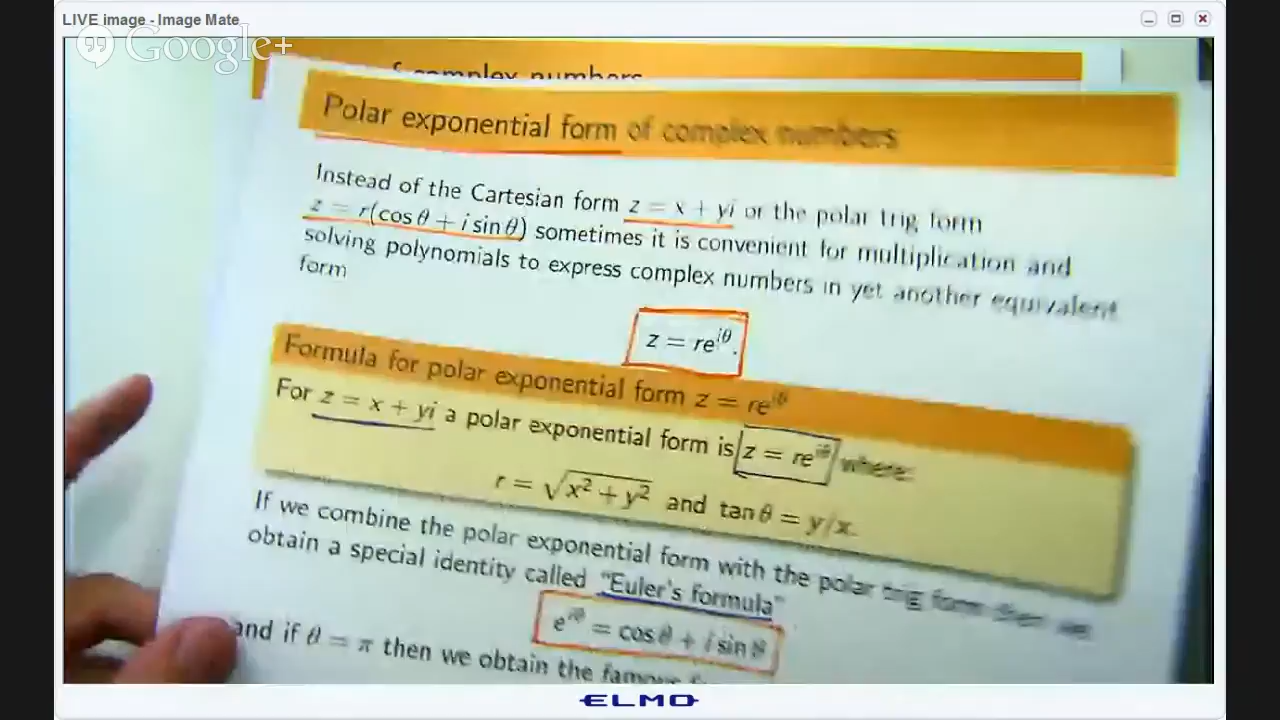 LIVE image - Image Mate
Google+
of complex numbers
Polar exponential form of complex numbers
Instead of the Cartesian form z = x + yi or the polar trig form
z = r(cos θ + i sin θ) sometimes it is convenient for multiplication and
solving polynomials to express complex numbers in yet another equivalent
form
z = re^{iθ}.
Formula for polar exponential form z = re^{iθ}
For z = x + yi a polar exponential form is z = re^{iθ} where:
r = √(x² + y²) and tan θ = y/x.
If we combine the polar exponential form with the polar trig form then we
obtain a special identity called "Euler's formula"
e^{iθ} = cos θ + i sin θ
and if θ = π then we obtain the famous
ELMO